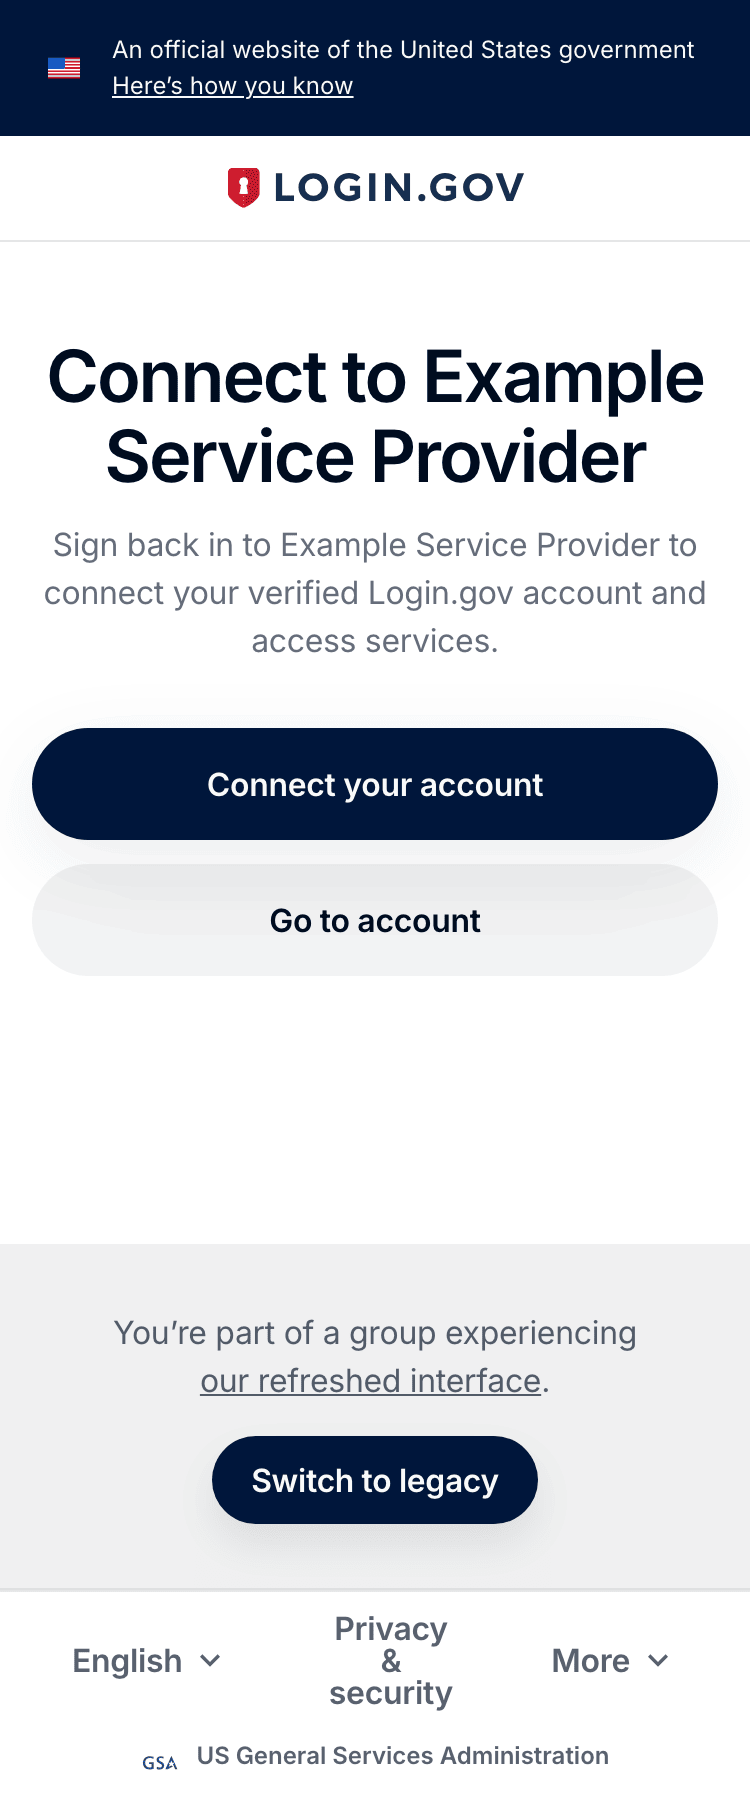 An official website of the United States government
Here’s how you know
LOGIN.GOV
Connect to Example
Service Provider
Sign back in to Example Service Provider to
connect your verified Login.gov account and
access services.
Connect your account
Go to account
You’re part of a group experiencing
our refreshed interface.
Switch to legacy
English
Privacy
&
security
More
GSA
US General Services Administration